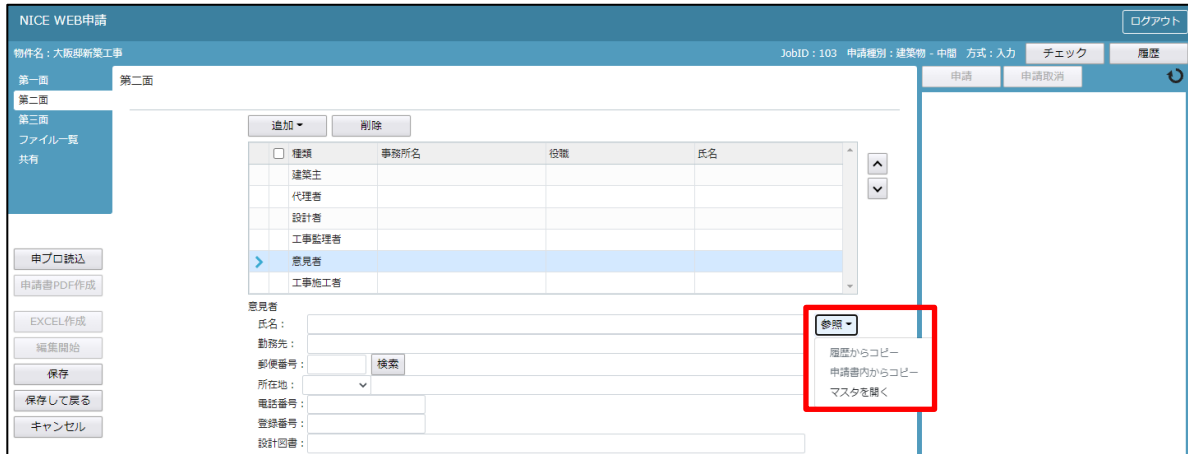 NICE WEB申請
ログアウト
物件名：大阪邸新築工事
JobID：103 申請種別：建築物 - 中間 方式：入力
チェック
履歴
第一面
第二面
第三面
ファイル一覧
共有
第二面
申請
申請取消
追加
削除
種類 事務所名 役職 氏名
建築主
代理者
設計者
工事監理者
意見者
工事施工者
申プロ読込
申請書PDF作成
EXCEL作成
編集開始
保存
保存して戻る
キャンセル
意見者
氏名：
勤務先：
郵便番号： 検索
所在地：
電話番号：
登録番号：
設計図書：
参照
履歴からコピー
申請書内からコピー
マスタを開く